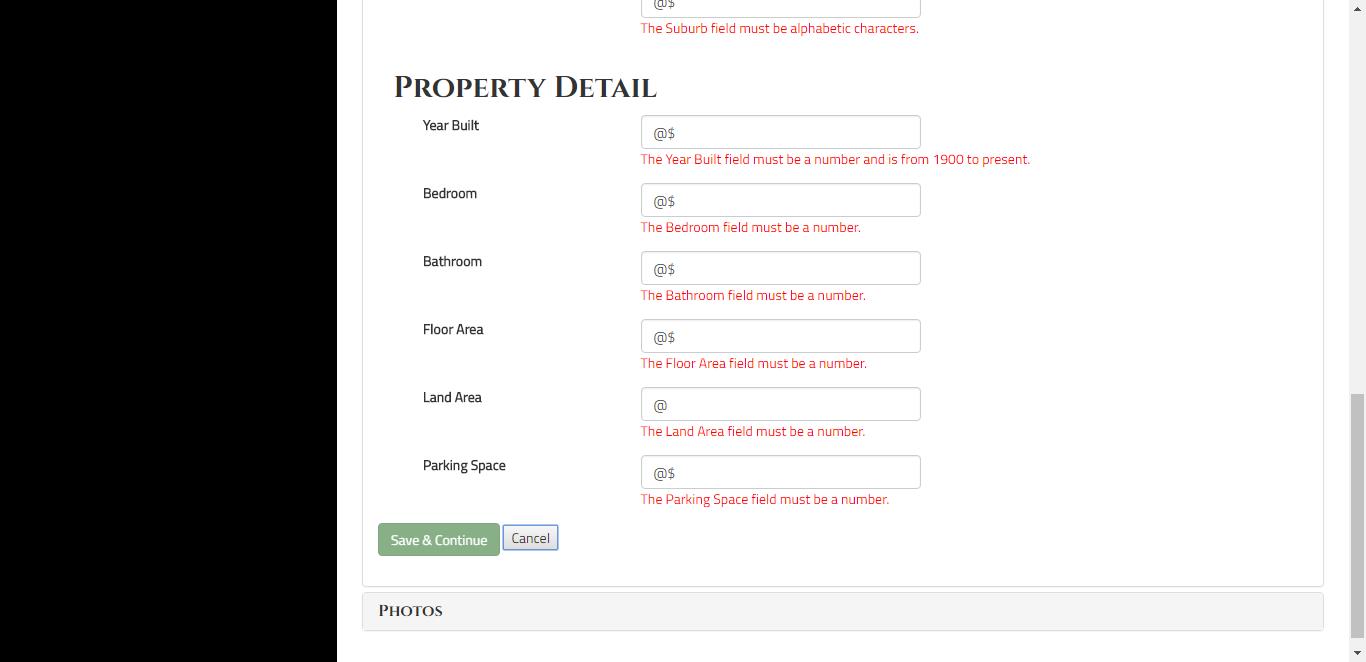 @$
The Suburb field must be alphabetic characters.
Property Detail
Year Built
@$
The Year Built field must be a number and is from 1900 to present.
Bedroom
@$
The Bedroom field must be a number.
Bathroom
@$
The Bathroom field must be a number.
Floor Area
@$
The Floor Area field must be a number.
Land Area
@
The Land Area field must be a number.
Parking Space
@$
The Parking Space field must be a number.
Save & Continue
Cancel
Photos